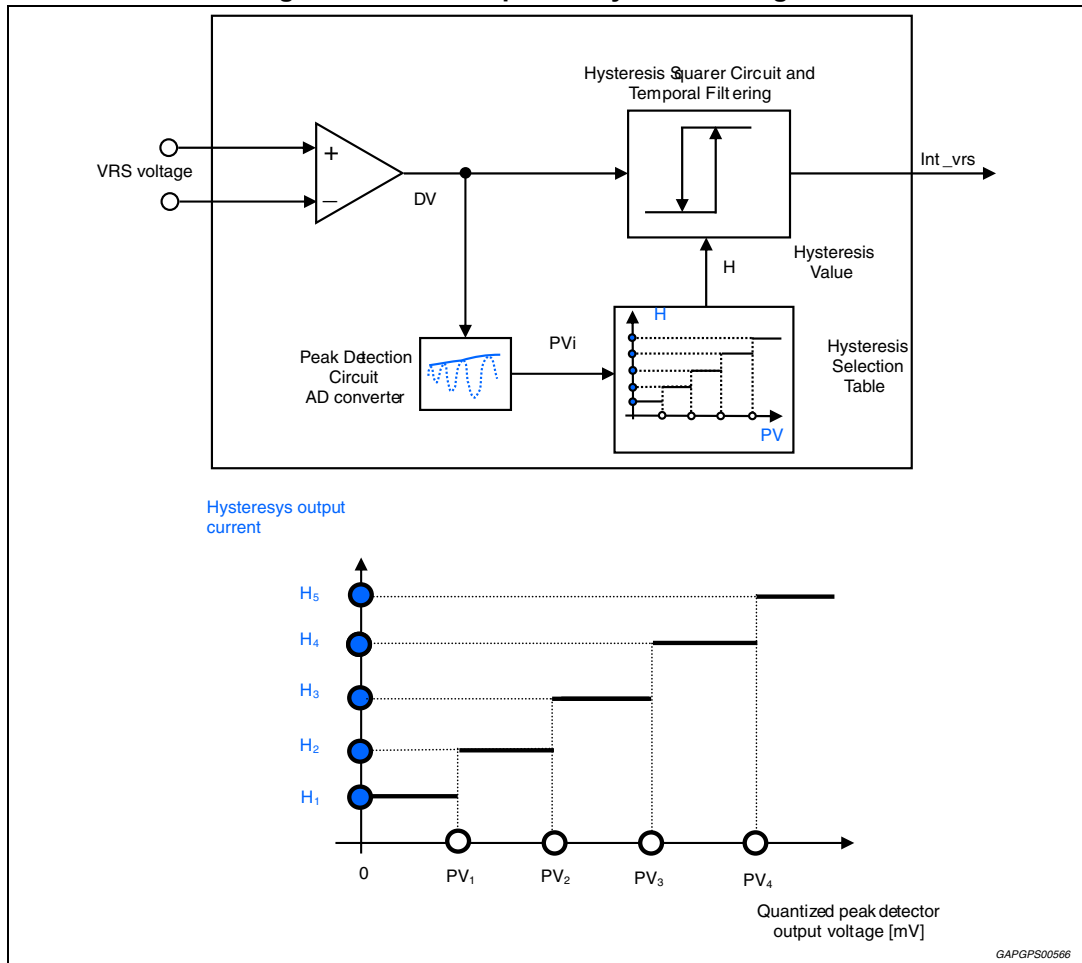 Hysteresis Squarer Circuit and
Temporal Filtering
+
−
VRS voltage
DV
Int_vrs
Hysteresis
Value
H
H
PVi
Peak Detection
Circuit
AD converter
Hysteresis
Selection
Table
PV
Hysteresys output
current
H5
H4
H3
H2
H1
0
PV1
PV2
PV3
PV4
Quantized peak detector
output voltage [mV]
GAPGPS00566